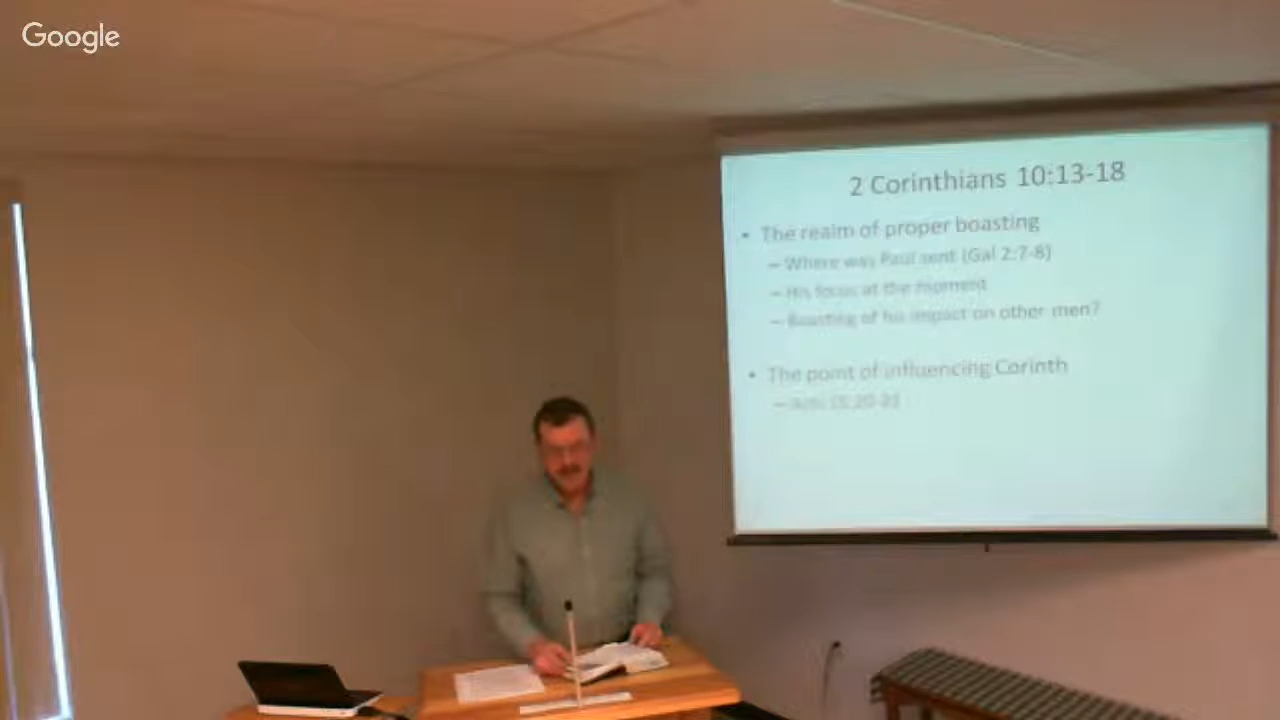 Google
2 Corinthians 10:13-18
• The realm of proper boasting
– Where was Paul sent (Gal 2:7-8)
– His focus at the moment
– Boasting of his impact on other men?
• The point of influencing Corinth
– Acts